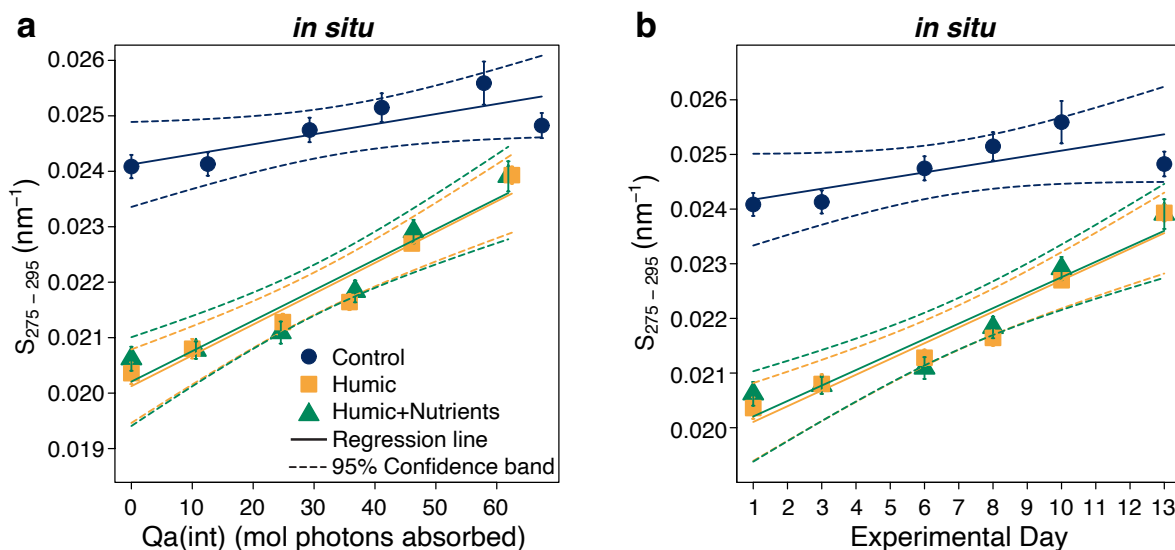 a
in situ
0.026
0.025
0.024
0.023
0.022
0.021
0.020
0.019
S275 – 295 (nm−1)
Control
Humic
Humic+Nutrients
Regression line
95% Confidence band
0 10 20 30 40 50 60
Qa(int) (mol photons absorbed)
b
in situ
0.026
0.025
0.024
0.023
0.022
0.021
0.020
S275 – 295 (nm−1)
1 2 3 4 5 6 7 8 9 10 11 12 13
Experimental Day